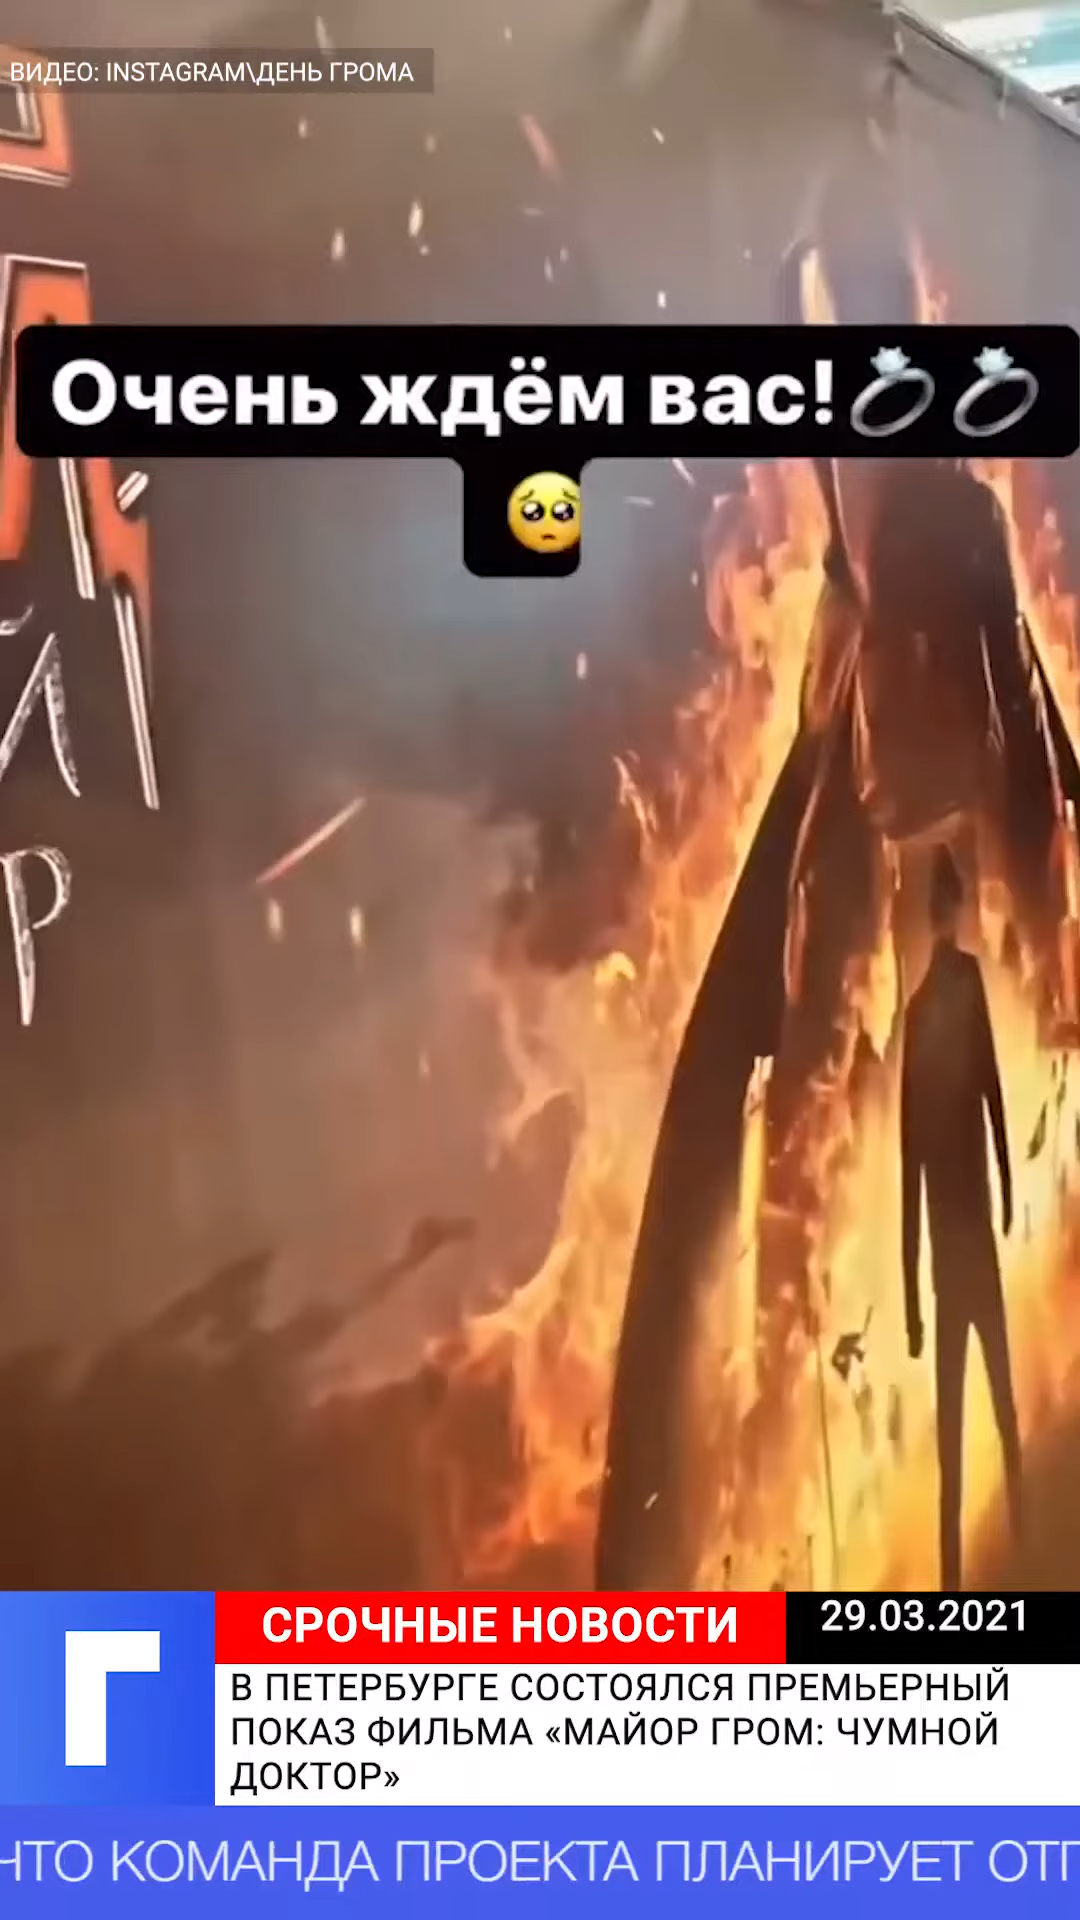 ВИДЕО: INSTAGRAM\ДЕНЬ ГРОМА
Очень ждём вас!
Р
Г
СРОЧНЫЕ НОВОСТИ
29.03.2021
В ПЕТЕРБУРГЕ СОСТОЯЛСЯ ПРЕМЬЕРНЫЙ
ПОКАЗ ФИЛЬМА «МАЙОР ГРОМ: ЧУМНОЙ
ДОКТОР»
ЧТО КОМАНДА ПРОЕКТА ПЛАНИРУЕТ